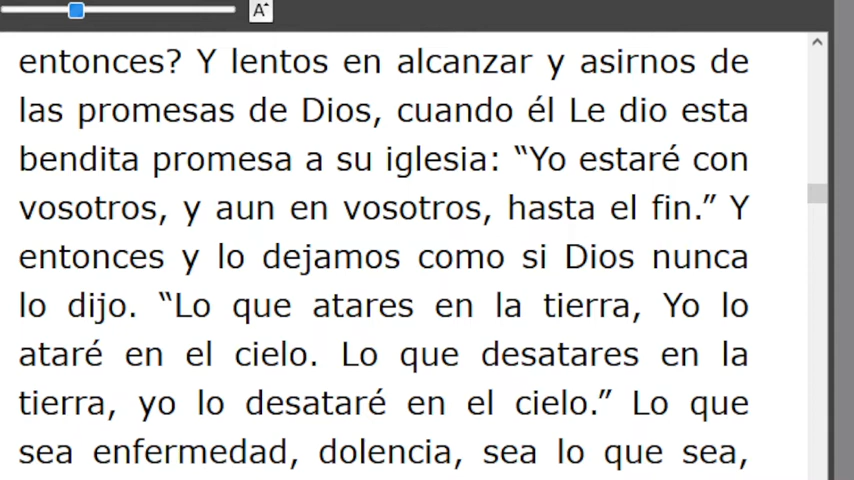 A
entonces? Y lentos en alcanzar y asirnos de
las promesas de Dios, cuando él Le dio esta
bendita promesa a su iglesia: “Yo estaré con
vosotros, y aun en vosotros, hasta el fin.” Y
entonces y lo dejamos como si Dios nunca
lo dijo. “Lo que atares en la tierra, Yo lo
ataré en el cielo. Lo que desatares en la
tierra, yo lo desataré en el cielo.” Lo que
sea enfermedad, dolencia, sea lo que sea,